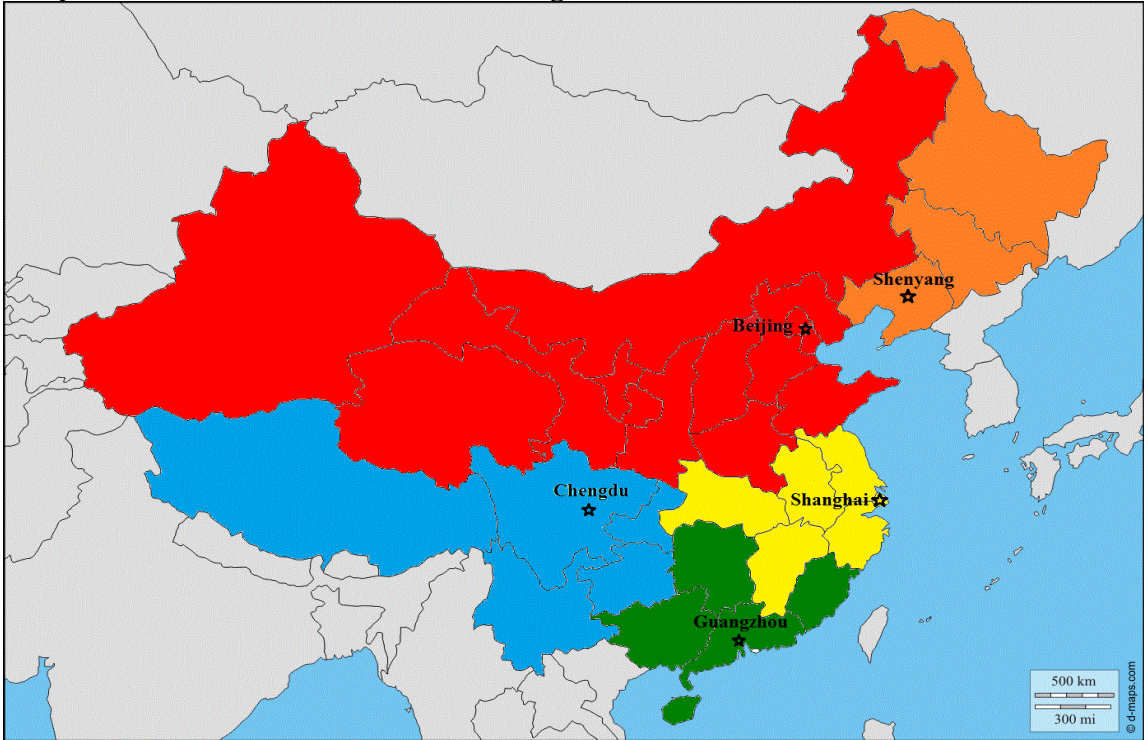 Shenyang
Beijing
Chengdu
Shanghai
Guangzhou
500 km
300 mi
© d-maps.com